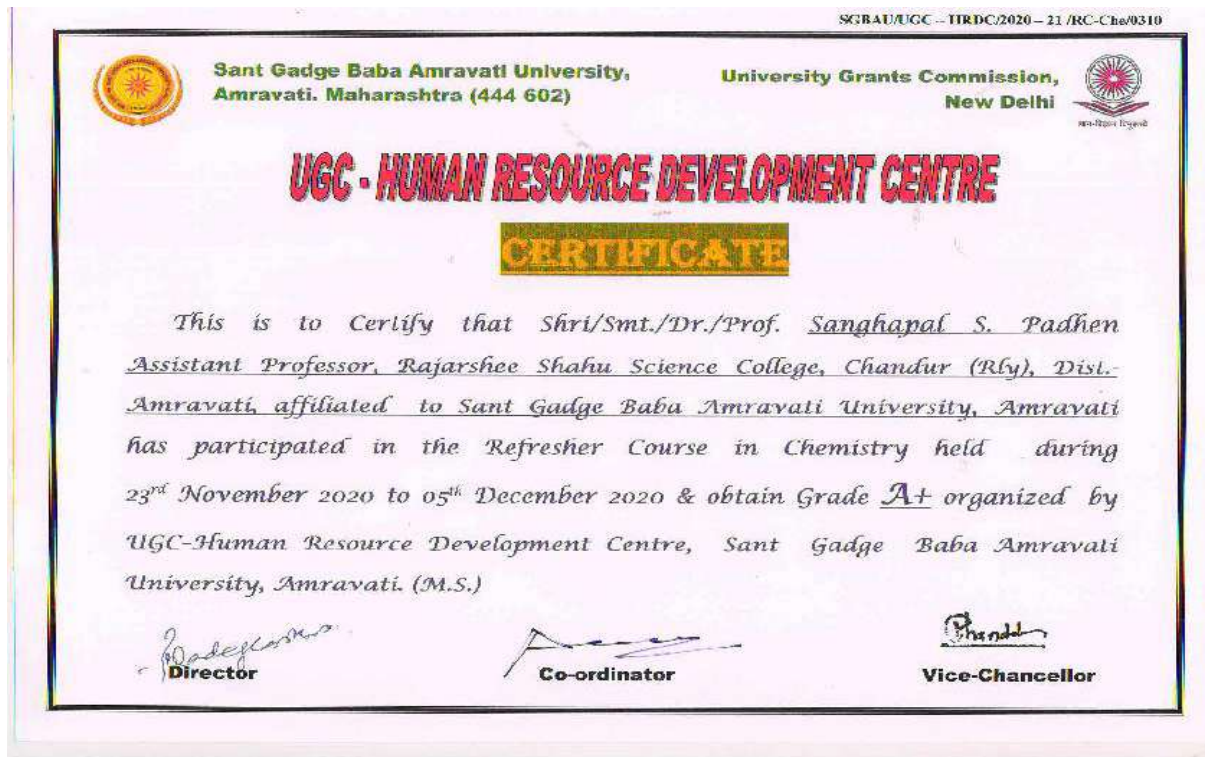 SGBAU/UGC – HRDC/2020 – 21 /RC-Che/0310
Sant Gadge Baba Amravati University,
Amravati. Maharashtra (444 602)
University Grants Commission,
New Delhi
UGC - HUMAN RESOURCE DEVELOPMENT CENTRE
CERTIFICATE
This is to Certify that Shri/Smt./Dr./Prof. Sanghapal S. Padhen
Assistant Professor, Rajarshee Shahu Science College, Chandur (Rly), Dist.-
Amravati, affiliated to Sant Gadge Baba Amravati University, Amravati
has participated in the Refresher Course in Chemistry held during
23rd November 2020 to 05th December 2020 & obtain Grade A+ organized by
UGC-Human Resource Development Centre, Sant Gadge Baba Amravati
University, Amravati. (M.S.)
Director
Co-ordinator
Vice-Chancellor